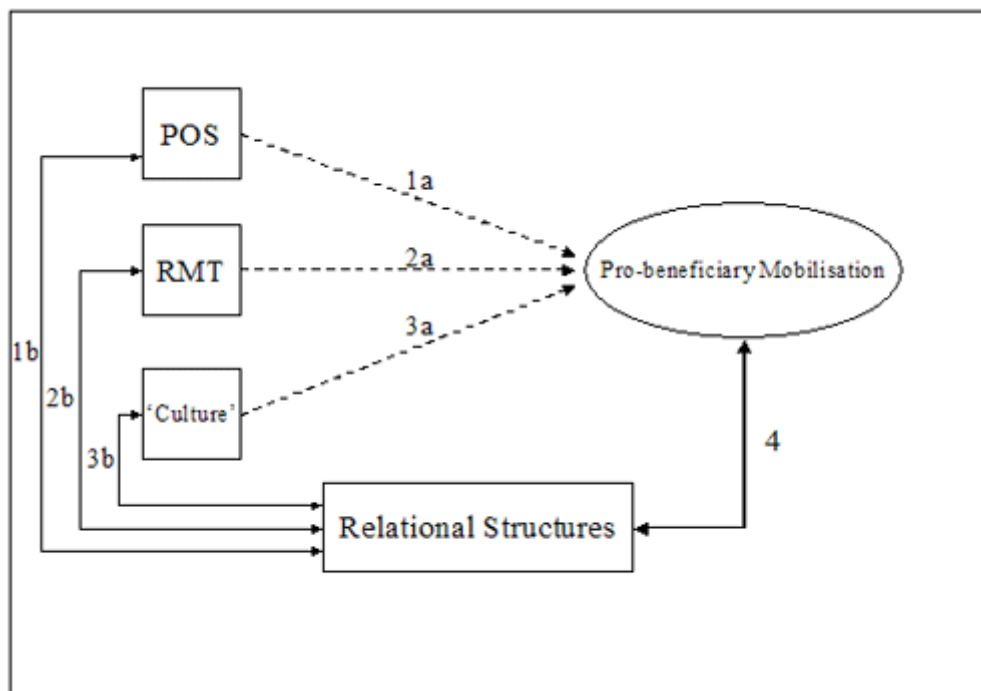 POS
1a
RMT
2a
Pro-beneficiary Mobilisation
3a
1b
2b
‘Culture’
3b
4
Relational Structures